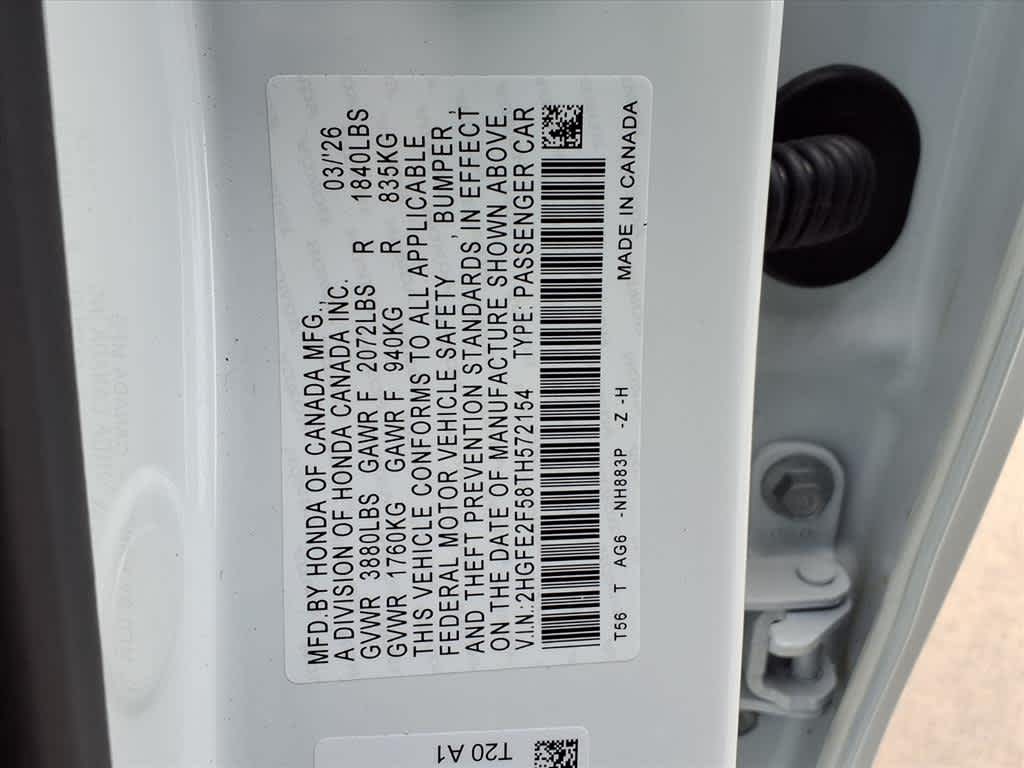 MFD BY HONDA OF CANADA MFG., 03/'26
A DIVISION OF HONDA CANADA INC.
GVWR 3880LBS GAWR F 2072LBS R 1840LBS
GVWR 1760KG GAWR F 940KG R 835KG
THIS VEHICLE CONFORMS TO ALL APPLICABLE
FEDERAL MOTOR VEHICLE SAFETY , BUMPER ,
AND THEFT PREVENTION STANDARDS IN EFFECT
ON THE DATE OF MANUFACTURE SHOWN ABOVE.
V.I.N.:2HGFE2F58TH572154 TYPE: PASSENGER CAR
T56 T AG6 -NH883P -Z -H MADE IN CANADA
T20 A1